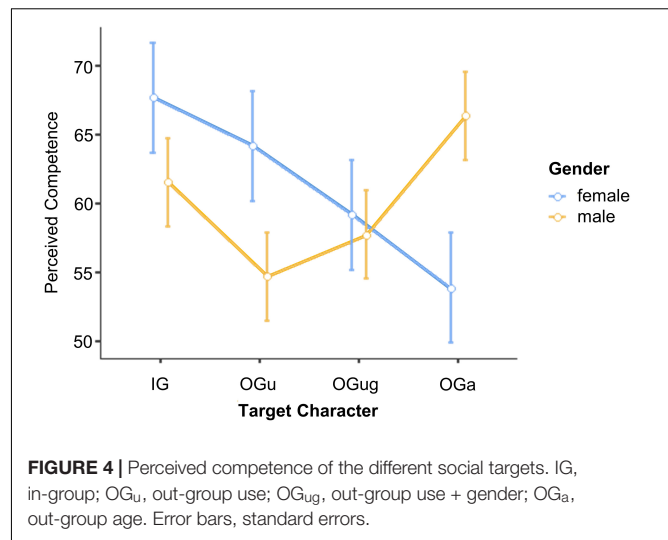 70
65
60
55
50
Perceived Competence
IG
OGu
OGug
OGa
Target Character
Gender
female
male
FIGURE 4 | Perceived competence of the different social targets. IG,
in-group; OGu, out-group use; OGug, out-group use + gender; OGa,
out-group age. Error bars, standard errors.